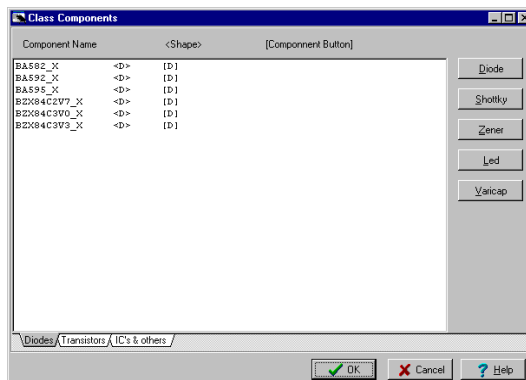 Class Components
Component Name <Shape> [Componnent Button]
BA582_X <D> [D]
BA592_X <D> [D]
BA595_X <D> [D]
BZX84C2V7_X <D> [D]
BZX84C3V0_X <D> [D]
BZX84C3V3_X <D> [D]
Diode
Shottky
Zener
Led
Varicap
Diodes Transistors IC's & others
OK Cancel Help